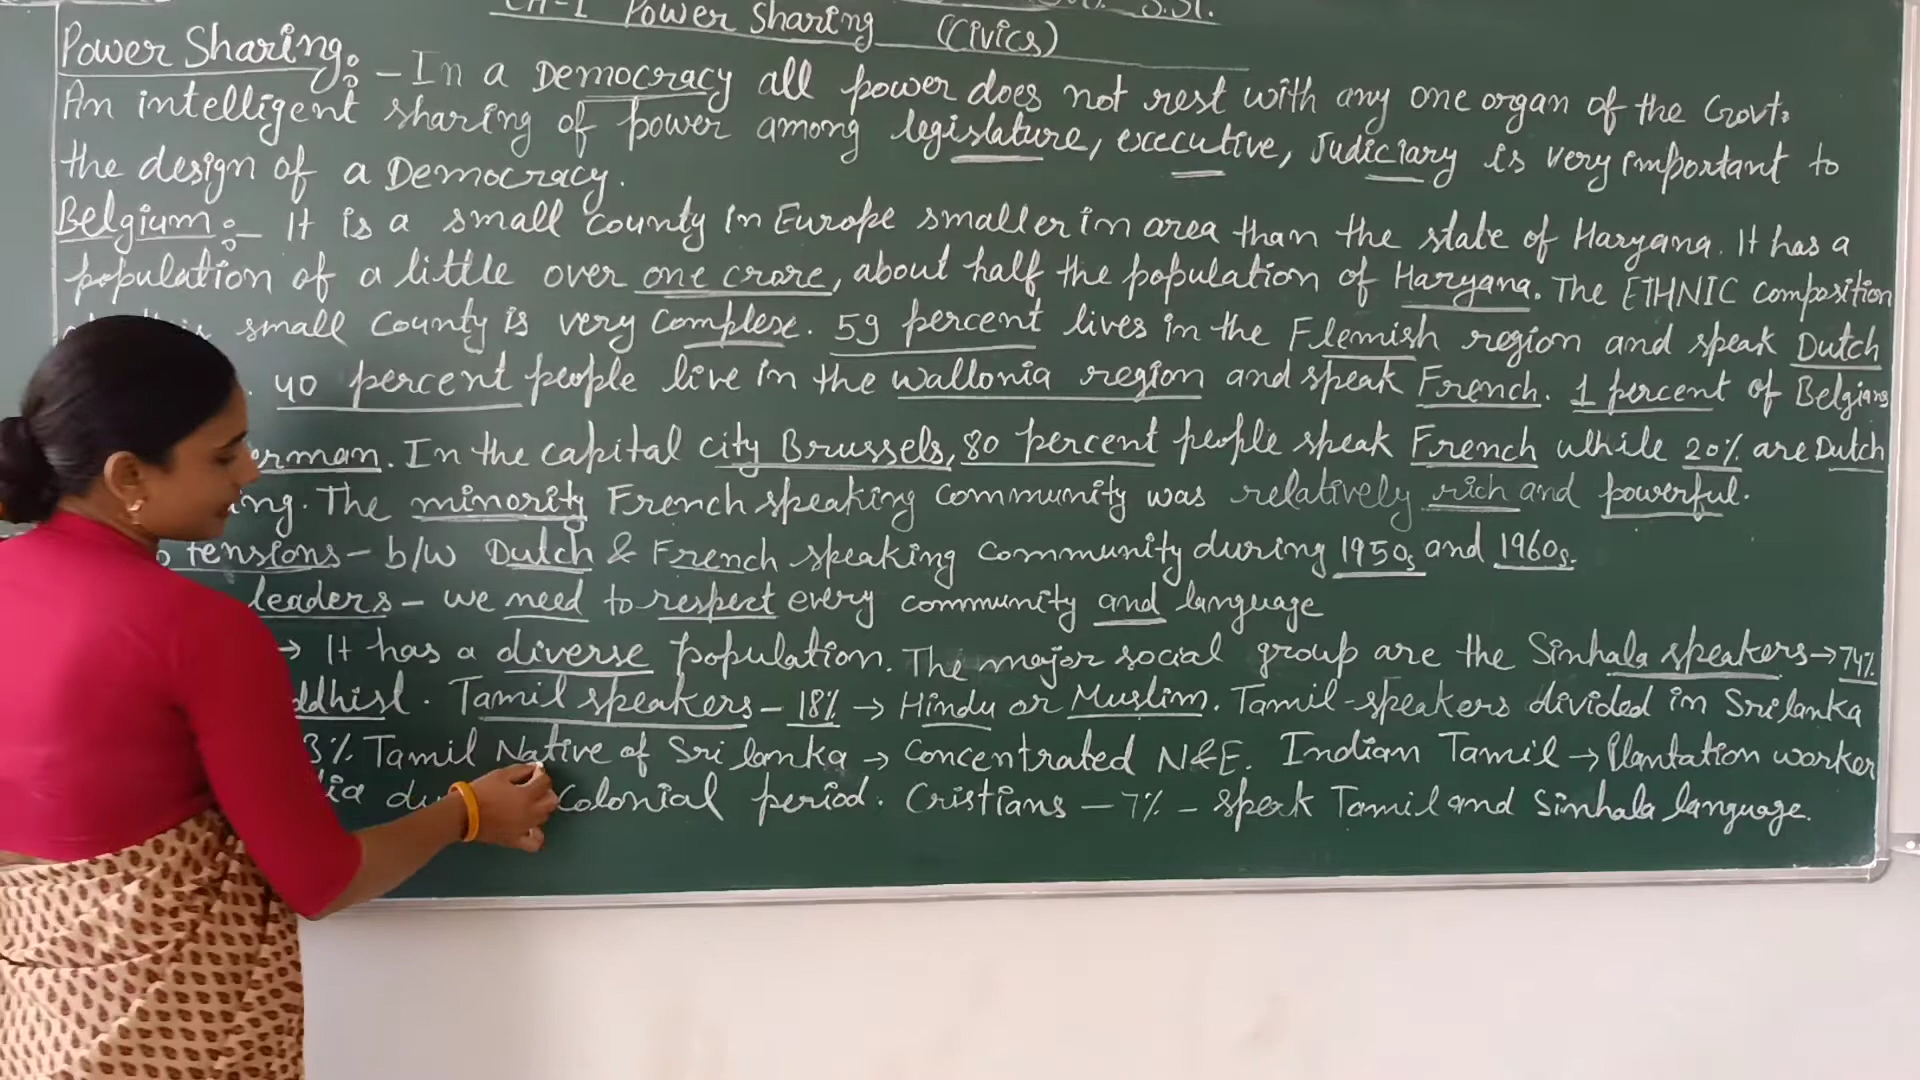 CH-1 Power Sharing (Civics) S.St.
Power Sharing:- In a Democracy all power does not rest with any one organ of the Govt.
An intelligent sharing of power among legislature, executive, Judiciary is very important to
the design of a Democracy.
Belgium:- It is a small county in Europe smaller in area than the state of Haryana. It has a
population of a little over one crore, about half the population of Haryana. The ETHNIC composition
small County is very Complex. 59 percent lives in the Flemish region and speak Dutch
40 percent people live in the Wallonia region and speak French. 1 percent of Belgians
erman. In the capital city Brussels, 80 percent people speak French while 20% are Dutch
ing. The minority French speaking community was relatively rich and powerful.
tensions - b/w Dutch & French speaking community during 1950s and 1960s.
leaders - we need to respect every community and language
→ It has a diverse population. The major social group are the Sinhala speakers → 74%
ddhist. Tamil speakers - 18% → Hindu or Muslim. Tamil-speakers divided in Srilanka
3% Tamil Native of Sri lanka → Concentrated N&E. Indian Tamil → Plantation worker
dia du Colonial period. Cristians - 7% - speak Tamil and Sinhala language.